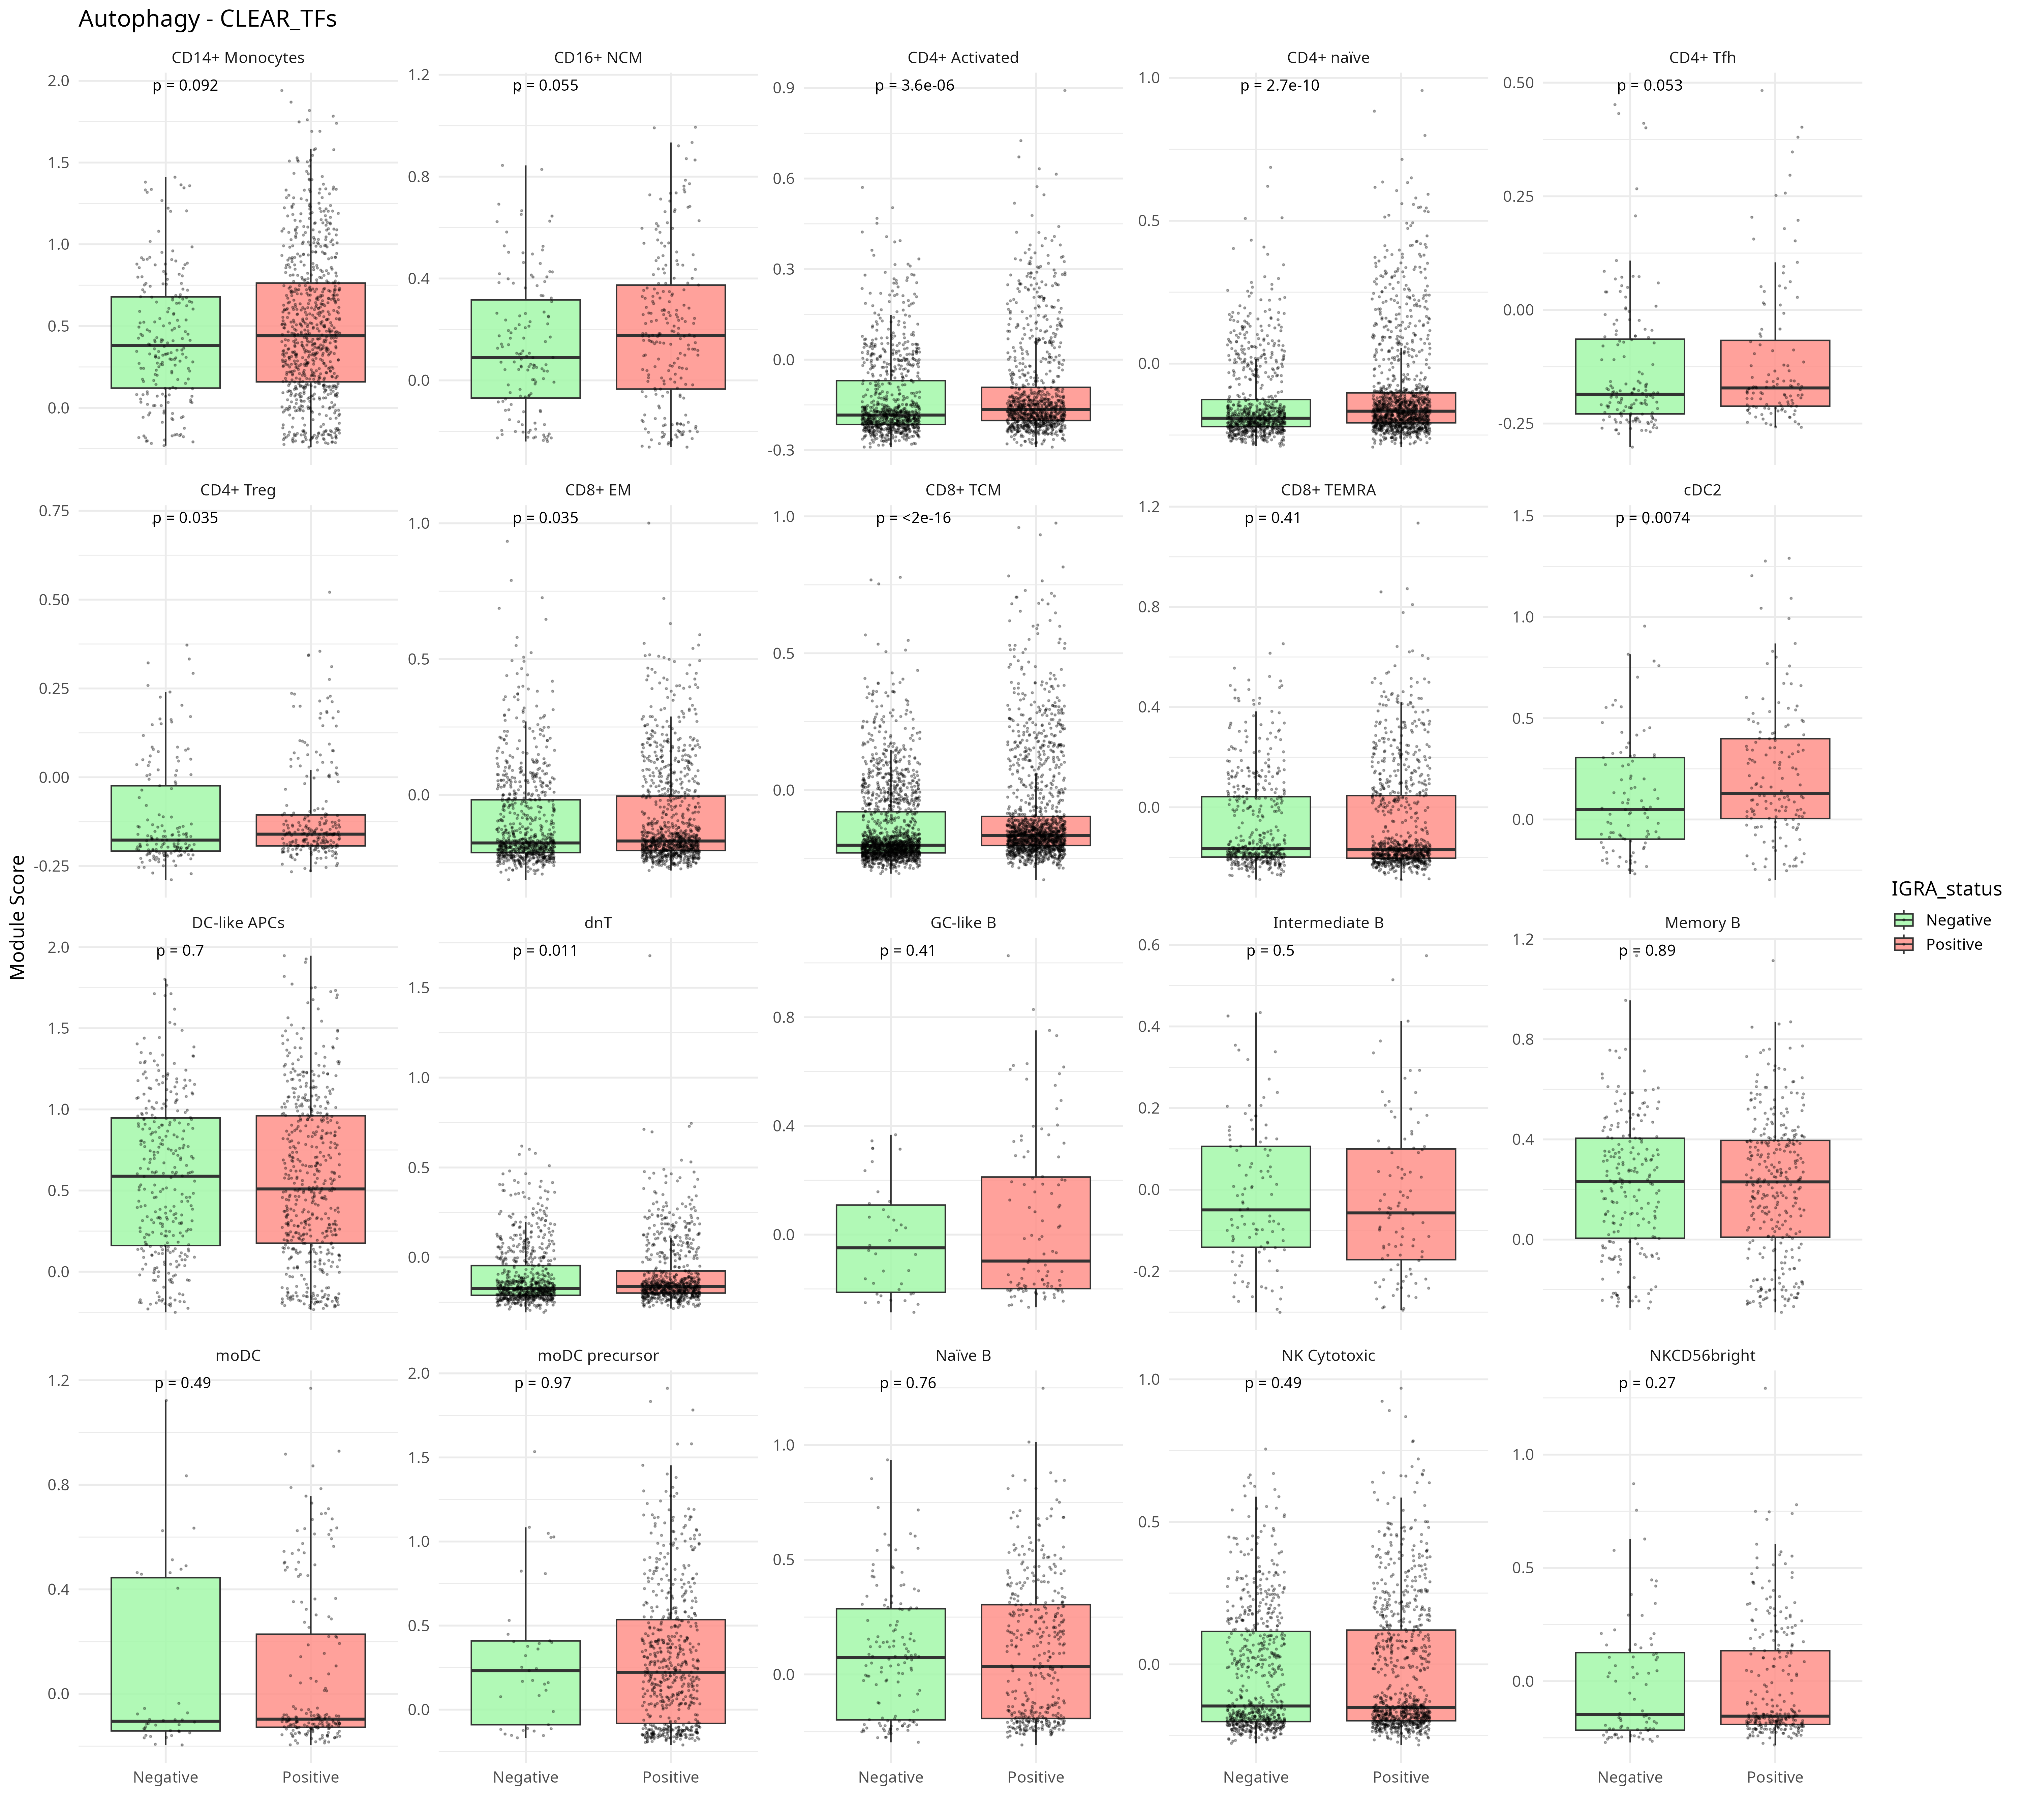 Autophagy - CLEAR_TFs
Module Score
CD14+ Monocytes
p = 0.092
2.0
1.5
1.0
0.5
0.0
CD16+ NCM
p = 0.055
1.2
0.8
0.4
0.0
CD4+ Activated
p = 3.6e-06
0.9
0.6
0.3
0.0
-0.3
CD4+ naïve
p = 2.7e-10
1.0
0.5
0.0
CD4+ Tfh
p = 0.053
0.50
0.25
0.00
-0.25
CD4+ Treg
p = 0.035
0.75
0.50
0.25
0.00
-0.25
CD8+ EM
p = 0.035
1.0
0.5
0.0
CD8+ TCM
p = <2e-16
1.0
0.5
0.0
CD8+ TEMRA
p = 0.41
1.2
0.8
0.4
0.0
cDC2
p = 0.0074
1.5
1.0
0.5
0.0
DC-like APCs
p = 0.7
2.0
1.5
1.0
0.5
0.0
dnT
p = 0.011
1.5
1.0
0.5
0.0
GC-like B
p = 0.41
0.8
0.4
0.0
Intermediate B
p = 0.5
0.6
0.4
0.2
0.0
-0.2
Memory B
p = 0.89
1.2
0.8
0.4
0.0
moDC
p = 0.49
1.2
0.8
0.4
0.0
Negative
Positive
moDC precursor
p = 0.97
2.0
1.5
1.0
0.5
0.0
Negative
Positive
Naïve B
p = 0.76
1.0
0.5
0.0
Negative
Positive
NK Cytotoxic
p = 0.49
1.0
0.5
0.0
Negative
Positive
NKCD56bright
p = 0.27
1.0
0.5
0.0
Negative
Positive
IGRA_status
Negative
Positive